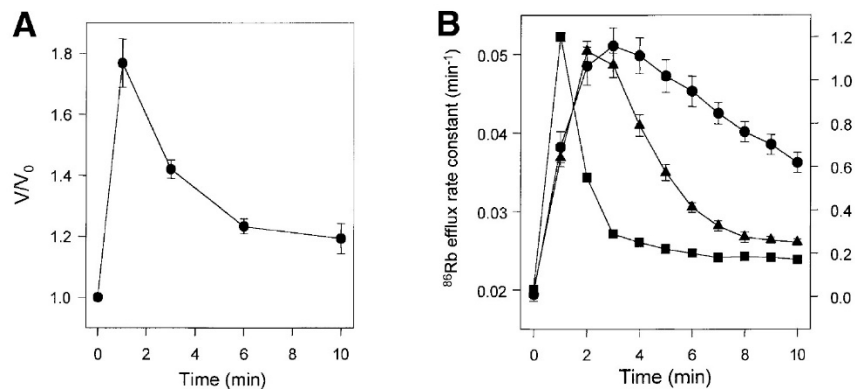 A
V/V₀
1.8
1.6
1.4
1.2
1.0
0 2 4 6 8 10
Time (min)
B
⁸⁶Rb efflux rate constant (min⁻¹)
0.05
0.04
0.03
0.02
1.2
1.0
0.8
0.6
0.4
0.2
0.0
0 2 4 6 8 10
Time (min)